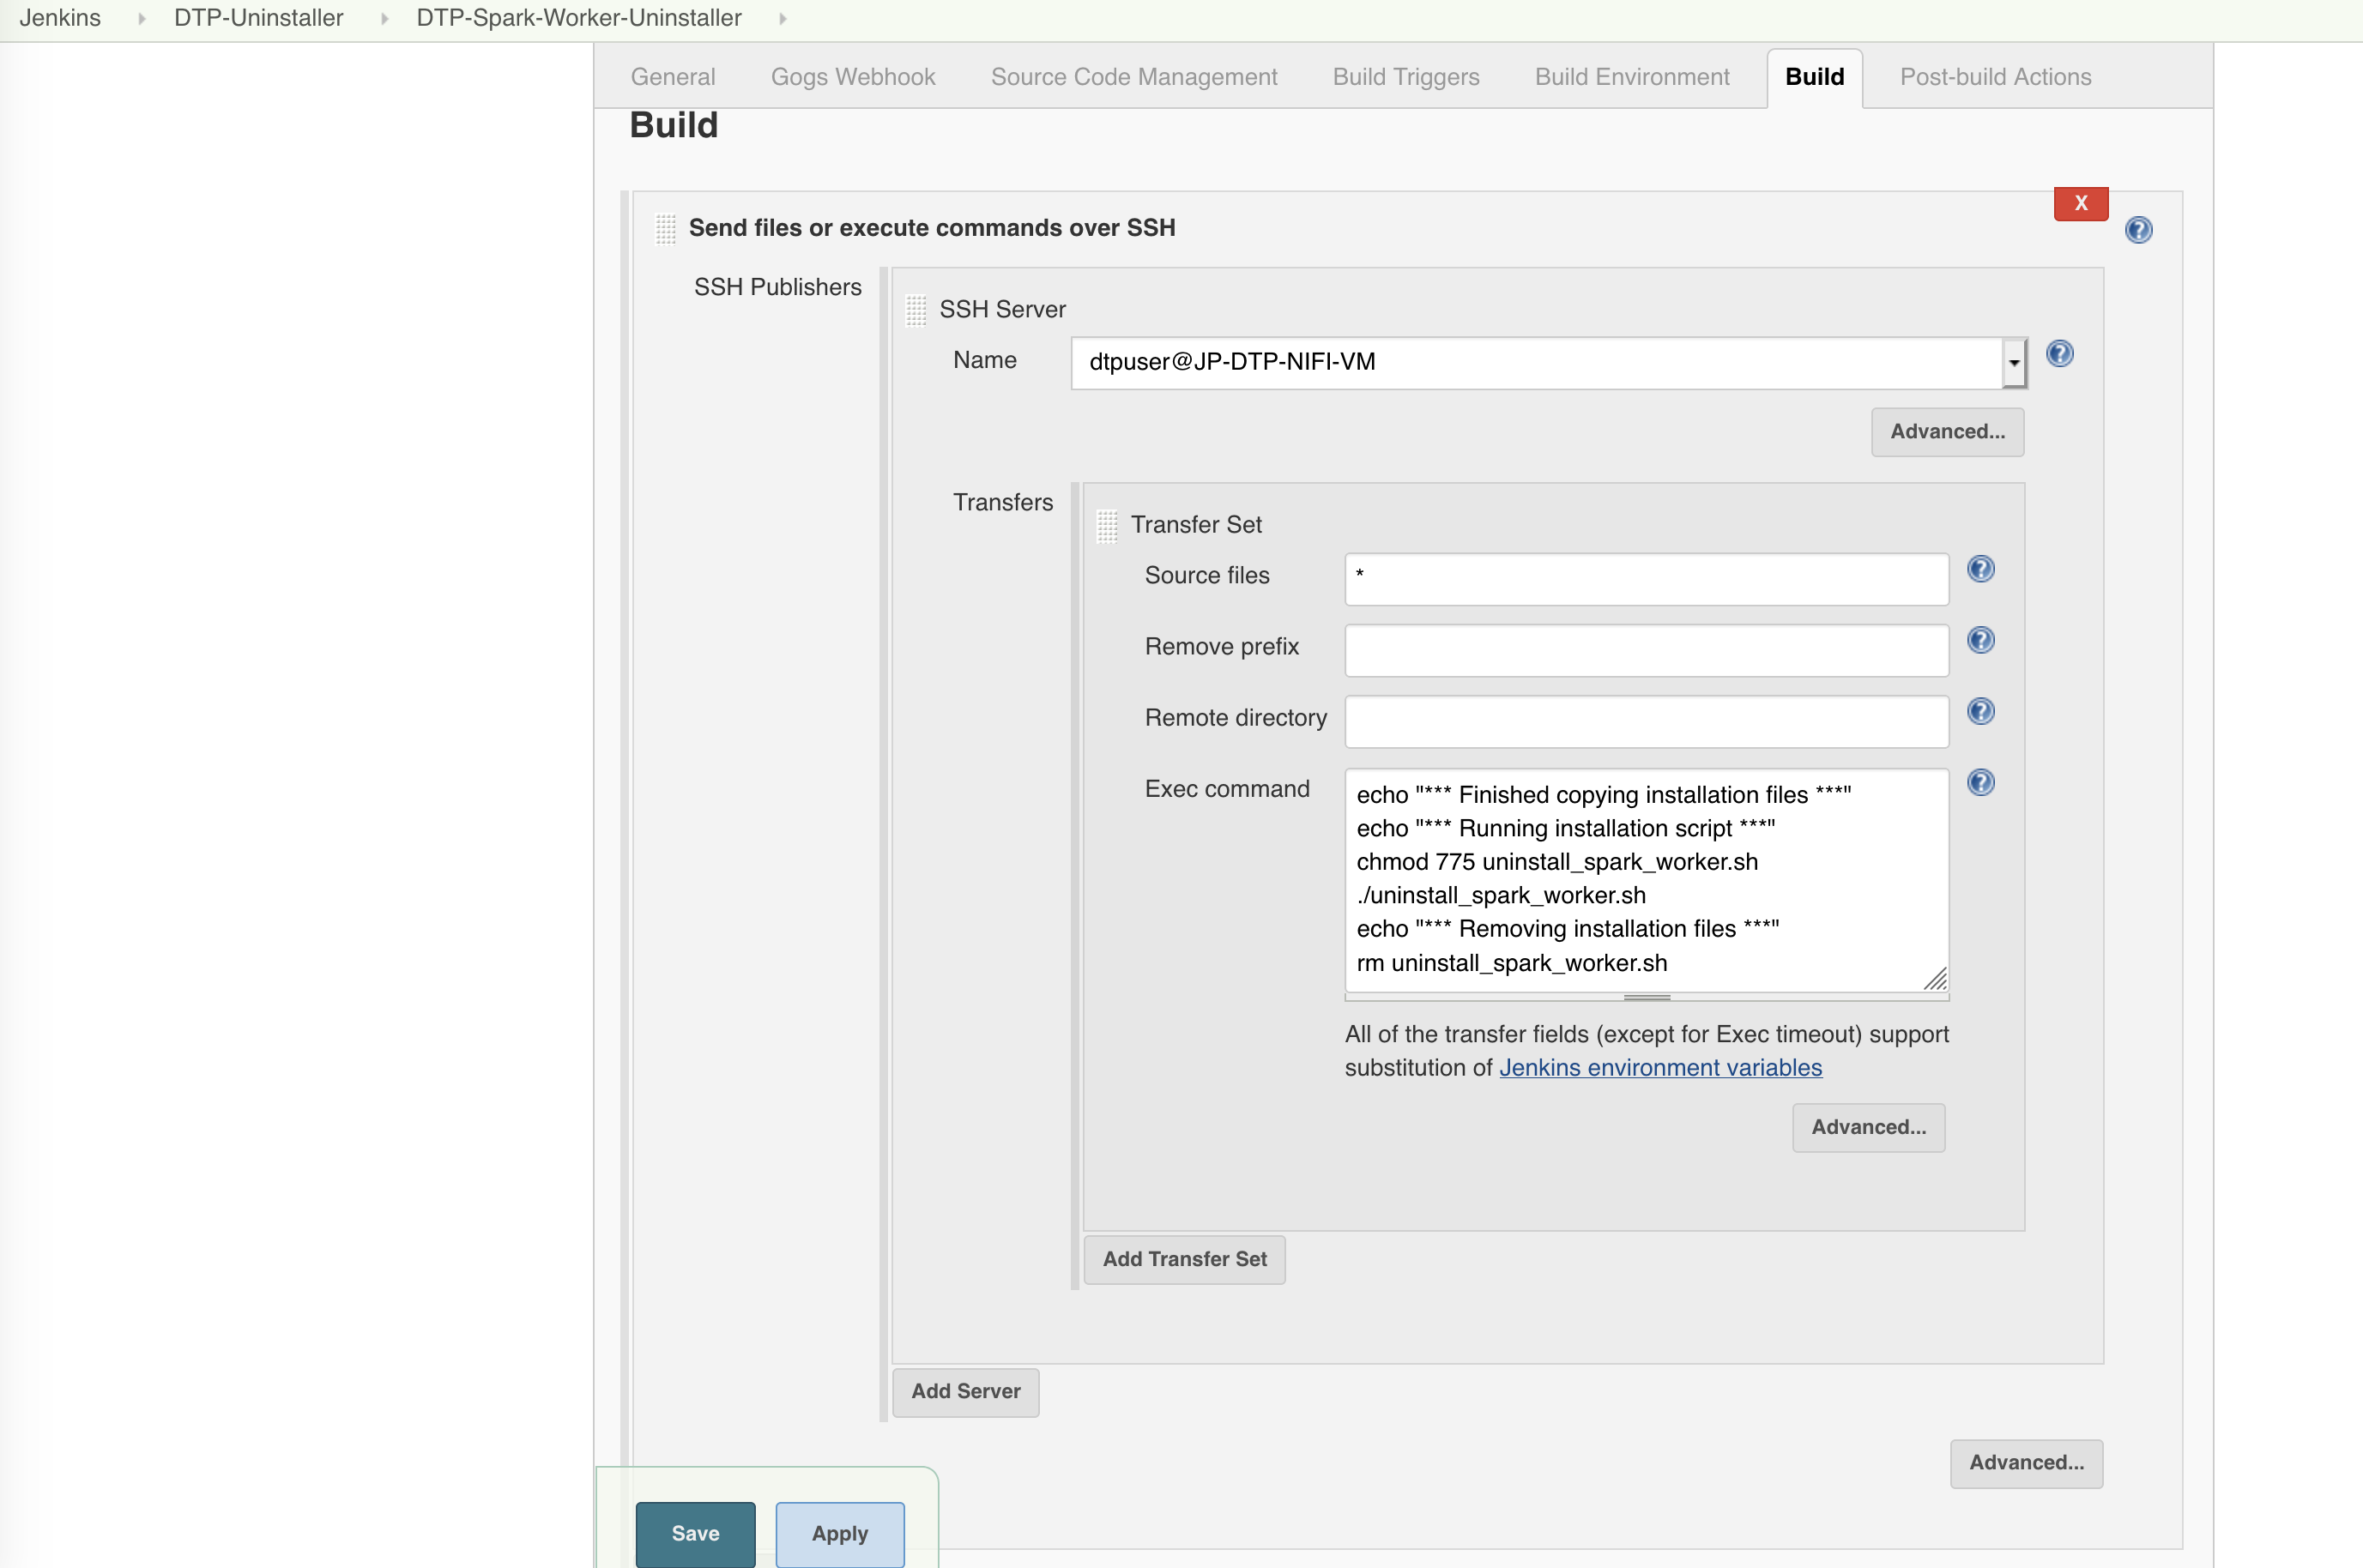 Jenkins DTP-Uninstaller DTP-Spark-Worker-Uninstaller
General Gogs Webhook Source Code Management Build Triggers Build Environment Build Post-build Actions
Build
X
Send files or execute commands over SSH
SSH Publishers
SSH Server
Name dtpuser@JP-DTP-NIFI-VM
Advanced...
Transfers
Transfer Set
Source files *
Remove prefix
Remote directory
Exec command
echo "*** Finished copying installation files ***"
echo "*** Running installation script ***"
chmod 775 uninstall_spark_worker.sh
./uninstall_spark_worker.sh
echo "*** Removing installation files ***"
rm uninstall_spark_worker.sh
All of the transfer fields (except for Exec timeout) support
substitution of Jenkins environment variables
Advanced...
Add Transfer Set
Add Server
Advanced...
Save Apply